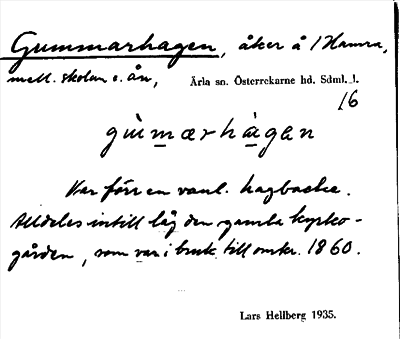 Gummarhagen, åker å 1 Hamra,
mell. skolan o. ån, Ärla sn. Österrekarne hd. Sdml. l.
16
gùmærhàgan
Var förr en vanl. hagbacke.
Alldeles intill låg den gamla kyrko-
gården, som var i bruk till omkr. 1860.
Lars Hellberg 1935.